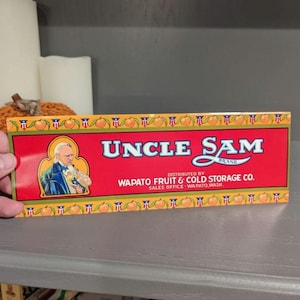 UNCLE SAM
BRAND
DISTRIBUTED BY
WAPATO FRUIT & COLD STORAGE CO.
SALES OFFICE · WAPATO, WASH.